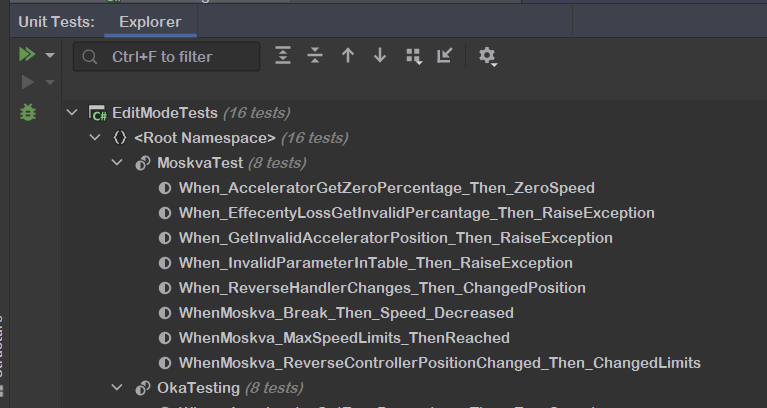 Unit Tests: Explorer
Ctrl+F to filter
C# EditModeTests (16 tests)
<Root Namespace> (16 tests)
MoskvaTest (8 tests)
When_AcceleratorGetZeroPercentage_Then_ZeroSpeed
When_EffecentyLossGetInvalidPercantage_Then_RaiseException
When_GetInvalidAcceleratorPosition_Then_RaiseException
When_InvalidParameterInTable_Then_RaiseException
When_ReverseHandlerChanges_Then_ChangedPosition
WhenMoskva_Break_Then_Speed_Decreased
WhenMoskva_MaxSpeedLimits_ThenReached
WhenMoskva_ReverseControllerPositionChanged_Then_ChangedLimits
OkaTesting (8 tests)